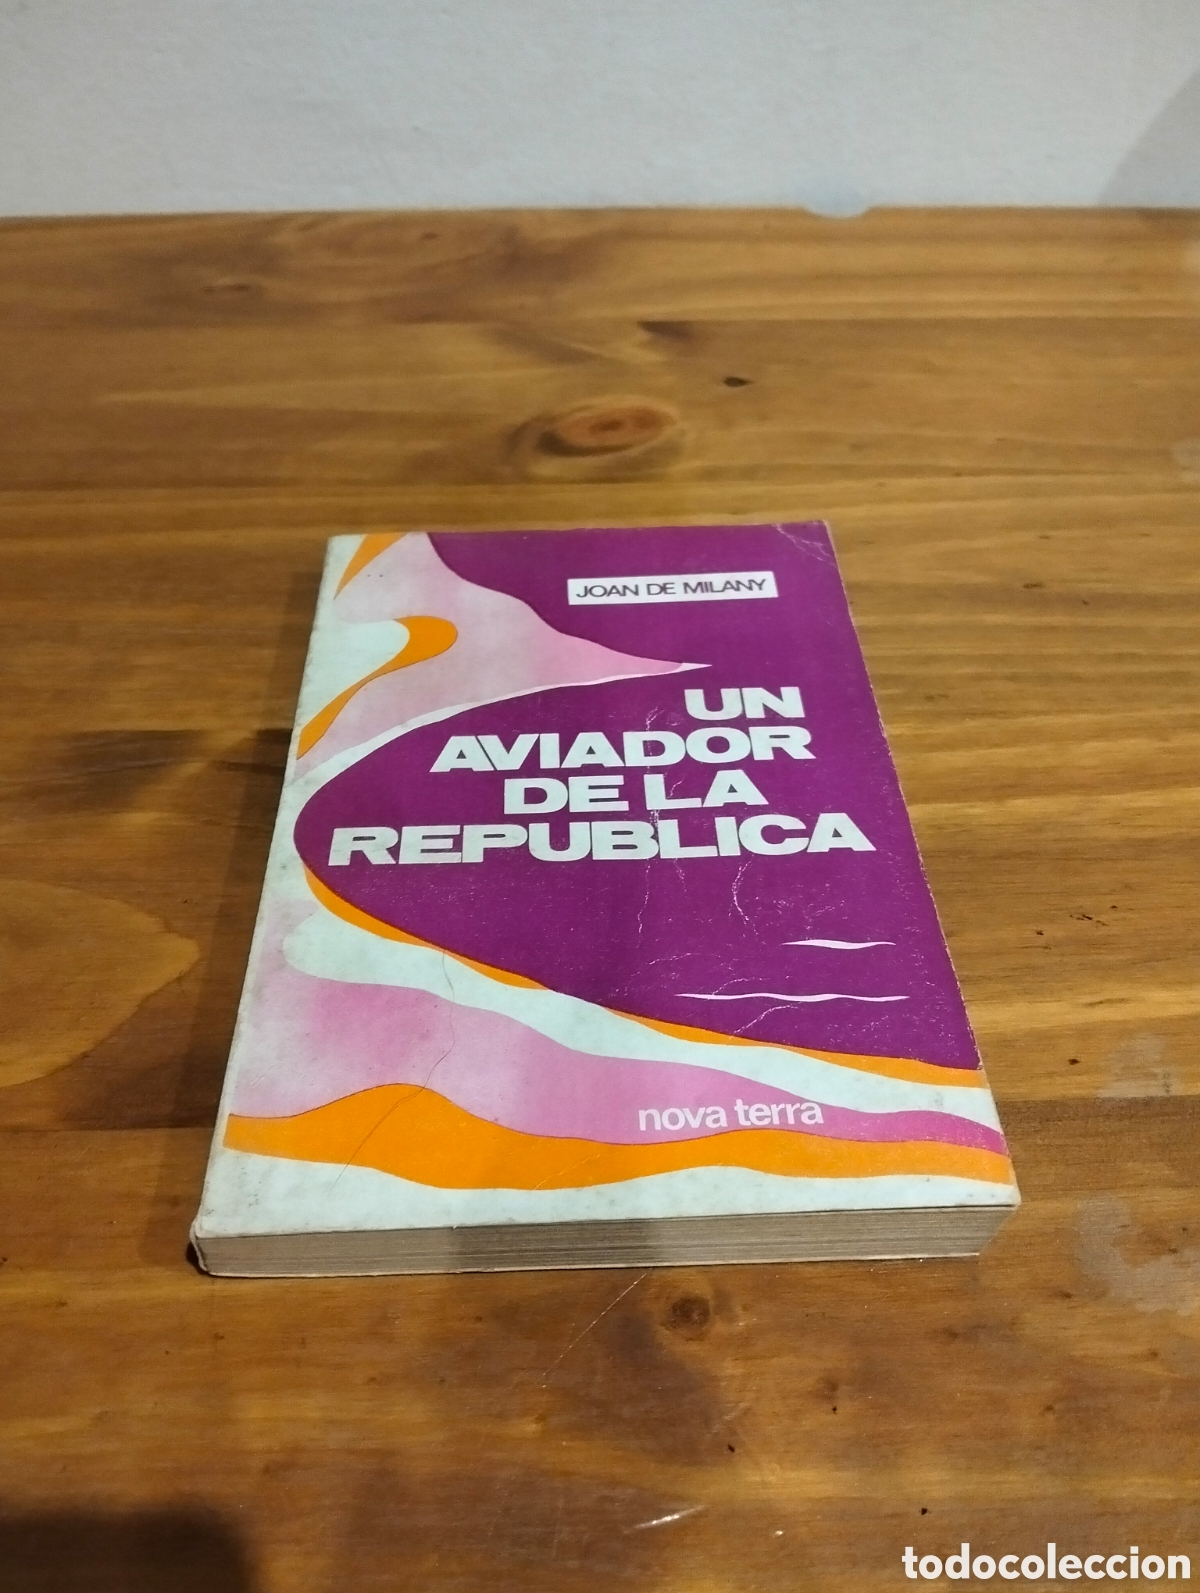 JOAN DE MILANY
UN
AVIADOR
DE LA
REPUBLICA
nova terra
todocoleccion